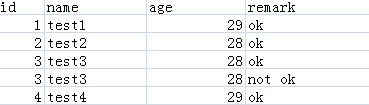 id name age remark
1 test1 29 ok
2 test2 28 ok
3 test3 28 ok
3 test3 28 not ok
4 test4 29 ok